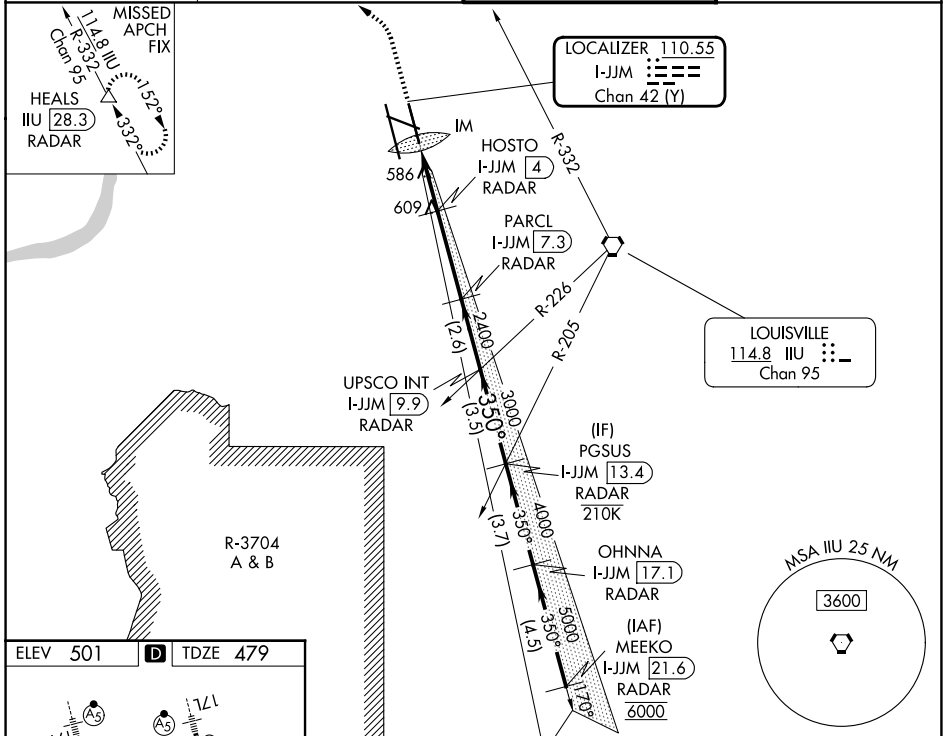 MISSED
APCH
FIX
114.8 IIU
R-332
Chan 95
HEALS
IIU 28.3
RADAR
152°
332°
LOCALIZER 110.55
I-JJM
Chan 42 (Y)
R-332
IM
586
609
HOSTO
I-JJM 4
RADAR
PARCL
I-JJM 7.3
RADAR
R-226
R-205
LOUISVILLE
114.8 IIU
Chan 95
2400
(2.6)
UPSCO INT
I-JJM 9.9
RADAR
3000
(3.5)
350°
(IF)
PGSUS
I-JJM 13.4
RADAR
210K
4000
350°
(3.7)
R-3704
A & B
OHNNA
I-JJM 17.1
RADAR
5000
350°
(4.5)
(IAF)
MEEKO
I-JJM 21.6
RADAR
6000
170°
MSA IIU 25 NM
3600
ELEV 501 D TDZE 479
A5
A5
17L